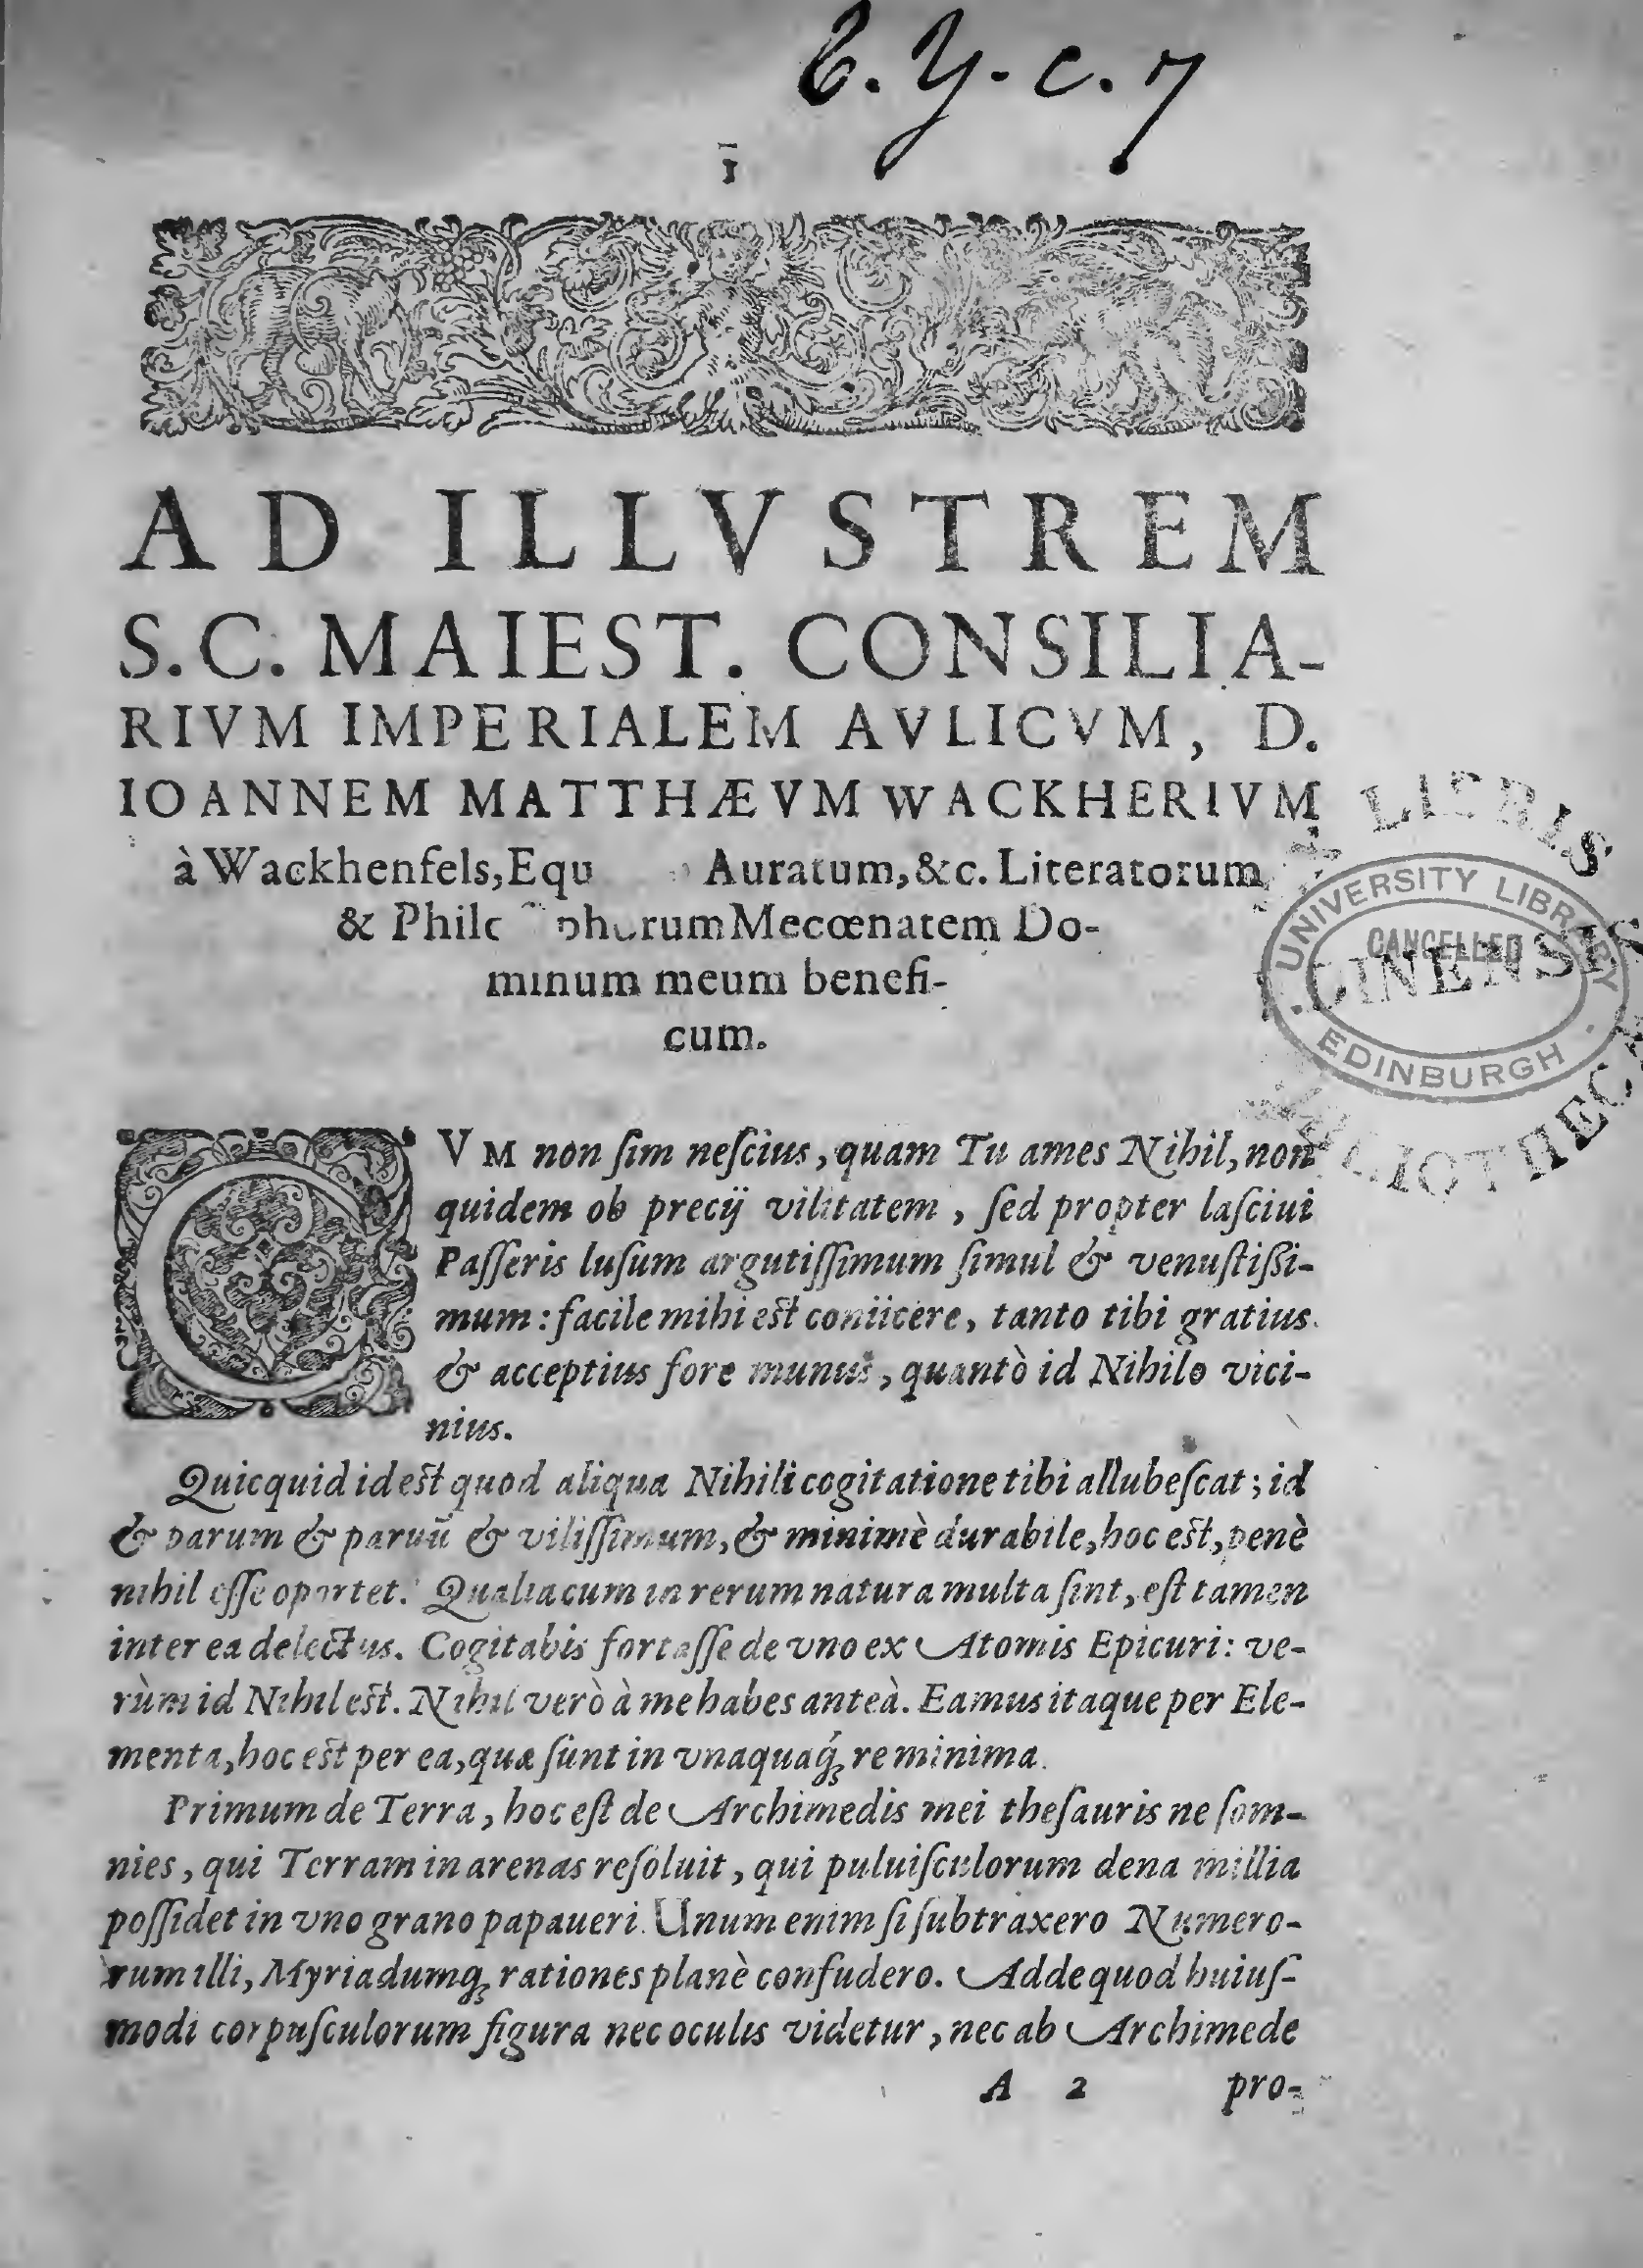 6. Y. c. 7
1
AD ILLVSTREM
S. C. MAIEST. CONSILIA-
RIVM IMPERIALEM AVLICVM, D.
IOANNEM MATTHÆVM WACKHERIVM
à Wackhenfels, Equ Auratum, &c. Literatorum
& Mecœnatem Do-
minum meum benefi-
cum.
LIBRIS
UNIVERSITY LIBRARY
CANCELLED
EDINBURGH
CVM non ſim neſcius, quam Tu ames Nihil, non
quidem ob precij vilitatem, ſed propter laſciui
Paſſeris luſum argutiſſimum ſimul & venuſtiſsi-
mum: facile mihi est coniicere, tanto tibi gratius
& acceptius fore munus, quantò id Nihilo vici-
nius.
Quicquid id est quod aliqua Nihili cogitatione tibi allubeſcat; id
& parum & paruū & viliſſimum, & minimè durabile, hoc est, penè
nihil eſſe oportet. Qualia cum in rerum natura multa ſint, eſt tamen
inter ea delectus. Cogitabis fortaſſe de vno ex Atomis Epicuri: ve-
rùm id Nihil est. Nihil verò à me habes anteà. Eamus itaque per Ele-
menta, hoc est per ea, quæ ſunt in vnaquaq́; re minima.
Primum de Terra, hoc eſt de Archimedis mei theſauris ne ſom-
nies, qui Terram in arenas reſoluit, qui puluiſculorum dena millia
poſſidet in vno grano papaueri. Unum enim ſi ſubtraxero Numero-
rum illi, Myriadumq; rationes planè confudero. Adde quod huiuſ-
modi corpuſculorum figura nec oculis videtur, nec ab Archimede
A 2 pro-